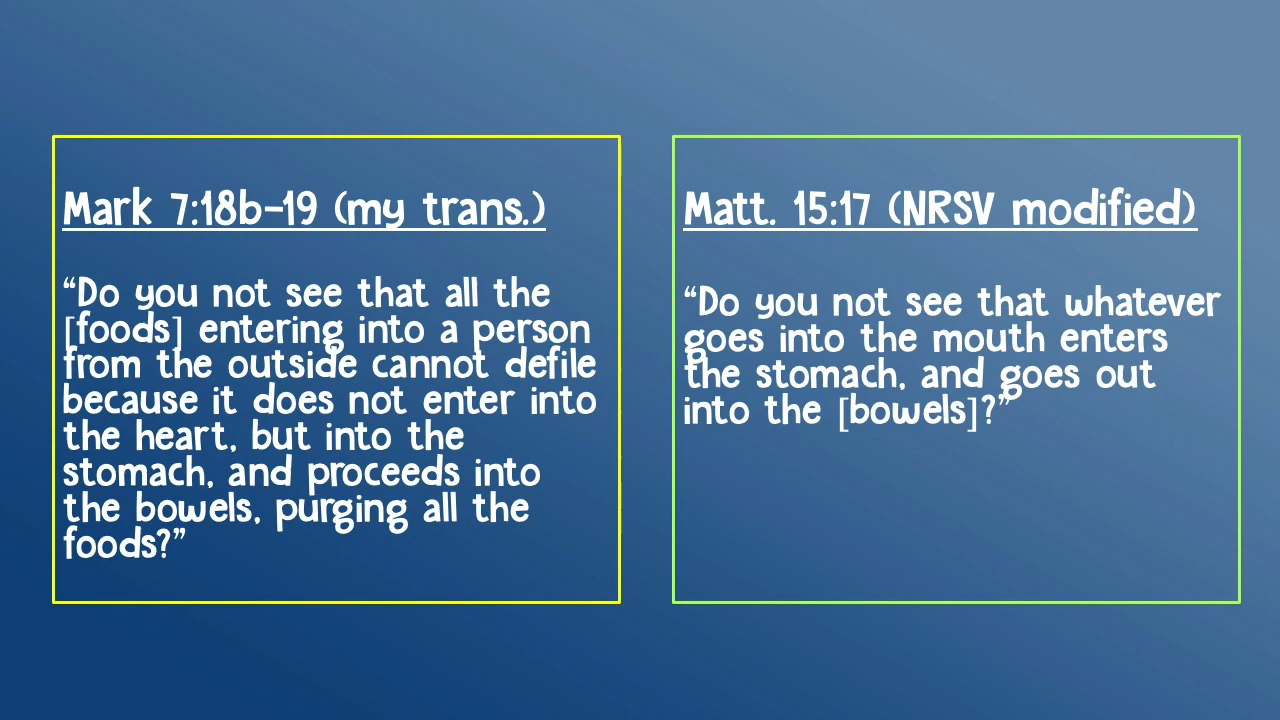 Mark 7:18b-19 (my trans.)
“Do you not see that all the
[foods] entering into a person
from the outside cannot defile
because it does not enter into
the heart, but into the
stomach, and proceeds into
the bowels, purging all the
foods?”
Matt. 15:17 (NRSV modified)
“Do you not see that whatever
goes into the mouth enters
the stomach, and goes out
into the [bowels]?”